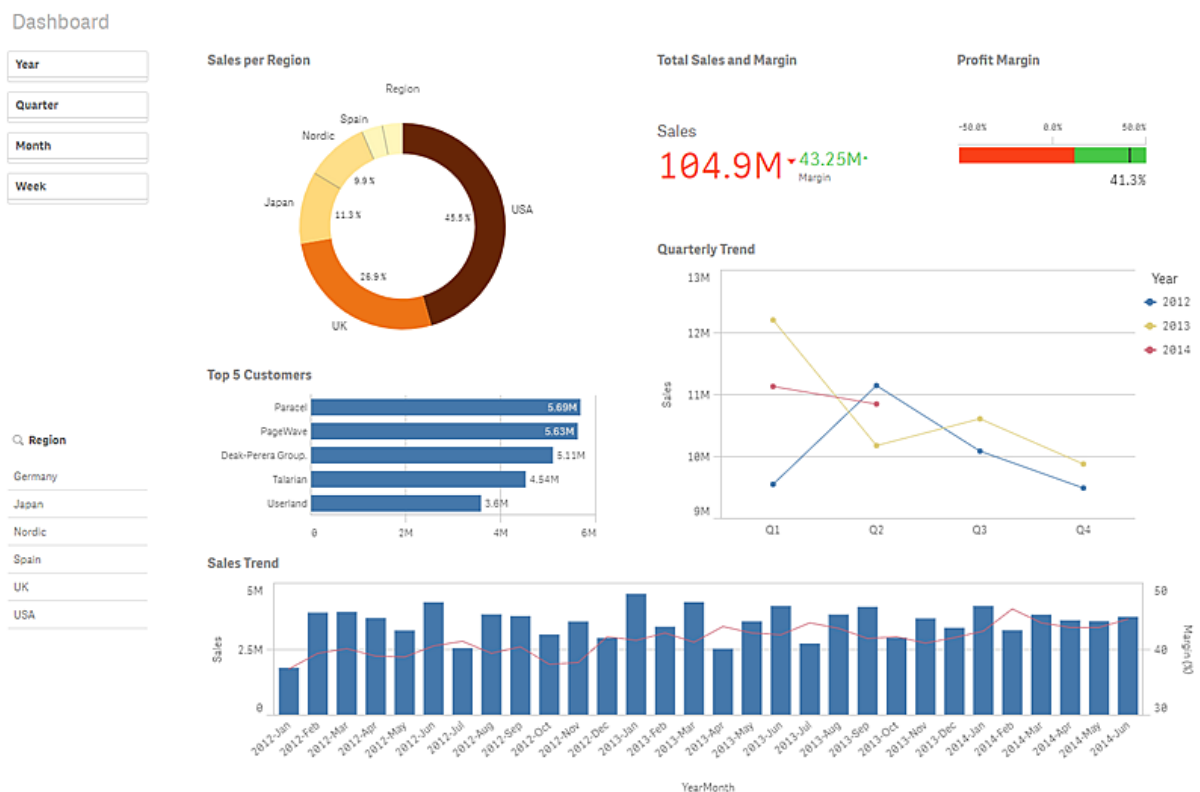 Dashboard
Year
Quarter
Month
Week
Region
Germany
Japan
Nordic
Spain
UK
USA
Sales per Region
Region
Spain
Nordic
Japan
USA
UK
9.9%
11.3%
45.5%
26.9%
Total Sales and Margin
Sales
104.9M
43.25M
Margin
Profit Margin
-50.0% 0.0% 50.0%
41.3%
Quarterly Trend
13M
12M
11M
10M
9M
Sales
Q1 Q2 Q3 Q4
Year
2012
2013
2014
Top 5 Customers
Paracel 5.69M
PageWave 5.63M
Deak-Perera Group. 5.11M
Talarian 4.54M
Userland 3.6M
0 2M 4M 6M
Sales Trend
5M
2.5M
0
Sales
50
40
30
Margin (%)
2012-Jan 2012-Feb 2012-Mar 2012-Apr 2012-May 2012-Jun 2012-Jul 2012-Aug 2012-Sep 2012-Oct 2012-Nov 2012-Dec 2013-Jan 2013-Feb 2013-Mar 2013-Apr 2013-May 2013-Jun 2013-Jul 2013-Aug 2013-Sep 2013-Oct 2013-Nov 2013-Dec 2014-Jan 2014-Feb 2014-Mar 2014-Apr 2014-May 2014-Jun
YearMonth